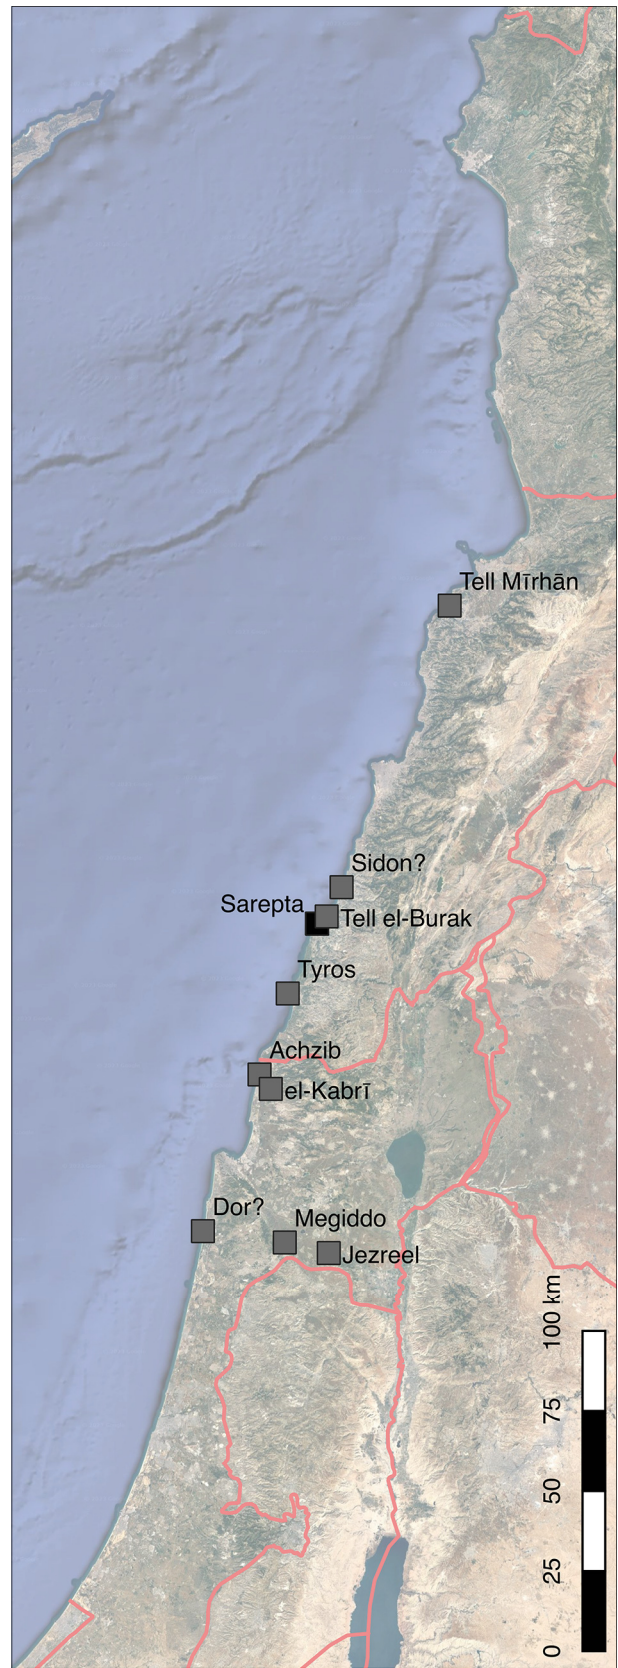 Tell Mīrhān
Sidon?
Sarepta
Tell el-Burak
Tyros
Achzib
el-Kabrī
Dor?
Megiddo
Jezreel
0 25 50 75 100 km